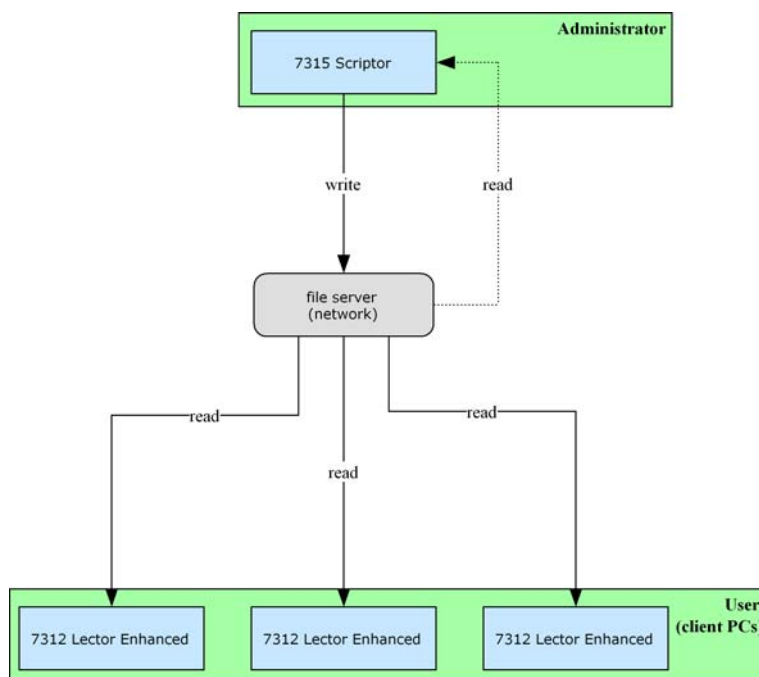 Administrator
7315 Scriptor
write
read
file server
(network)
read
read
read
User
(client PCs
7312 Lector Enhanced
7312 Lector Enhanced
7312 Lector Enhanced